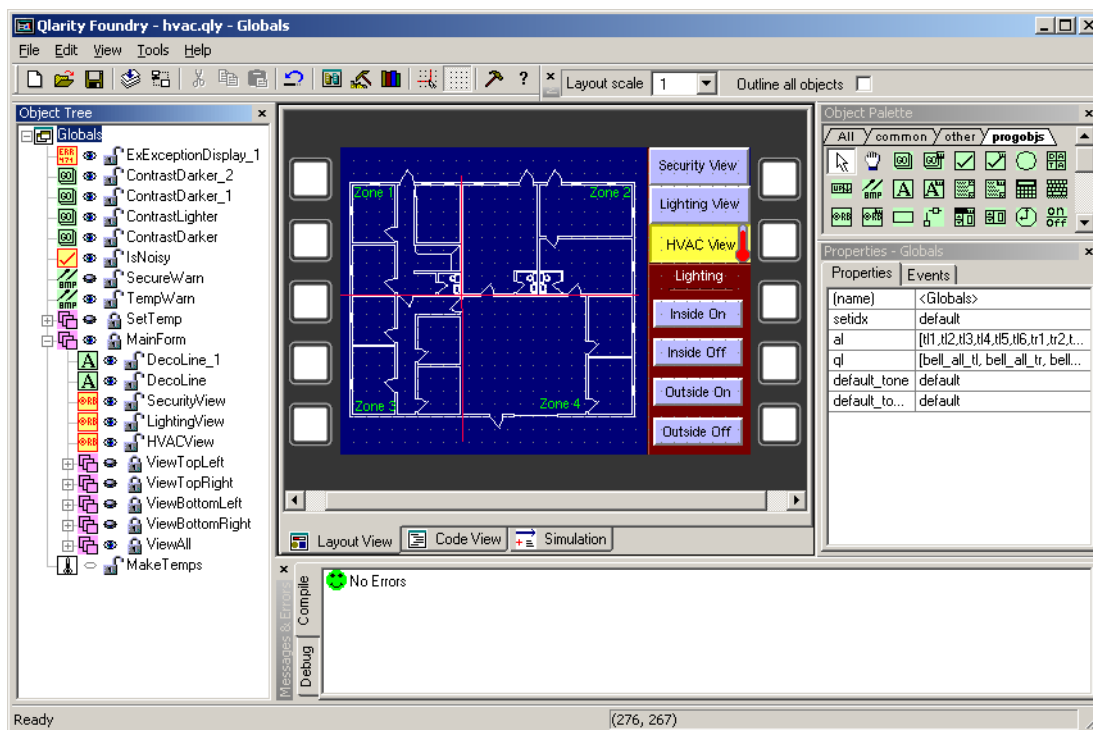 Qlarity Foundry - hvac.qly - Globals
File Edit View Tools Help
Layout scale 1 Outline all objects
Object Tree
Globals
ExExceptionDisplay_1
ContrastDarker_2
ContrastDarker_1
ContrastLighter
ContrastDarker
IsNoisy
SecureWarn
TempWarn
SetTemp
MainForm
DecoLine_1
DecoLine
SecurityView
LightingView
HVACView
ViewTopLeft
ViewTopRight
ViewBottomLeft
ViewBottomRight
ViewAll
MakeTemps
Zone 1
Zone 2
Zone 3
Zone 4
Security View
Lighting View
HVAC View
Lighting
Inside On
Inside Off
Outside On
Outside Off
Layout View Code View Simulation
Object Palette
All common other progobjs
Properties - Globals
Properties Events
(name) <Globals>
setidx default
al [tl1,tl2,tl3,tl4,tl5,tl6,tr1,tr2,t...
ql [bell_all_tl, bell_all_tr, bell...
default_tone default
default_to... default
Messages & Errors
Compile
Debug
No Errors
Ready (276, 267)